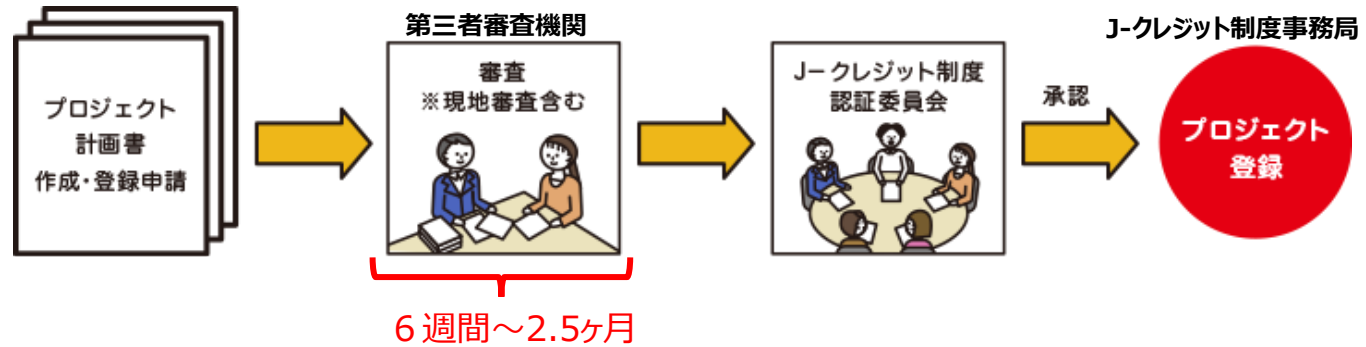 プロジェクト
計画書
作成・登録申請
第三者審査機関
審査
※現地審査含む
6週間～2.5ヶ月
J－クレジット制度
認証委員会
承認
J-クレジット制度事務局
プロジェクト
登録